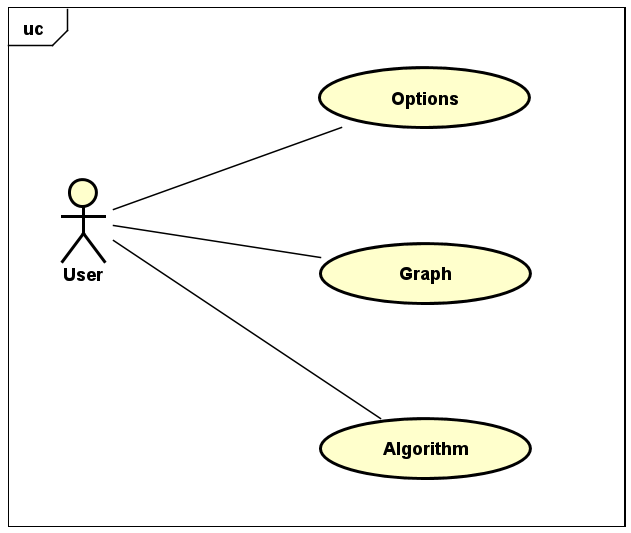 uc
Options
User
Graph
Algorithm